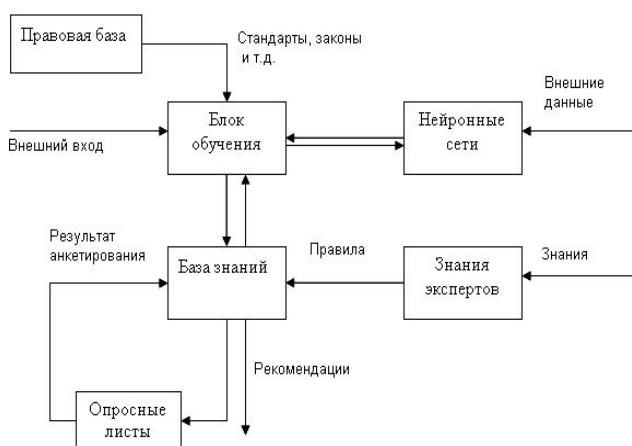 Правовая база
Стандарты, законы
и т.д.
Внешние
данные
Блок
обучения
Нейронные
сети
Внешний вход
Результат
анкетирования
База знаний
Правила
Знания
экспертов
Знания
Рекомендации
Опросные
листы